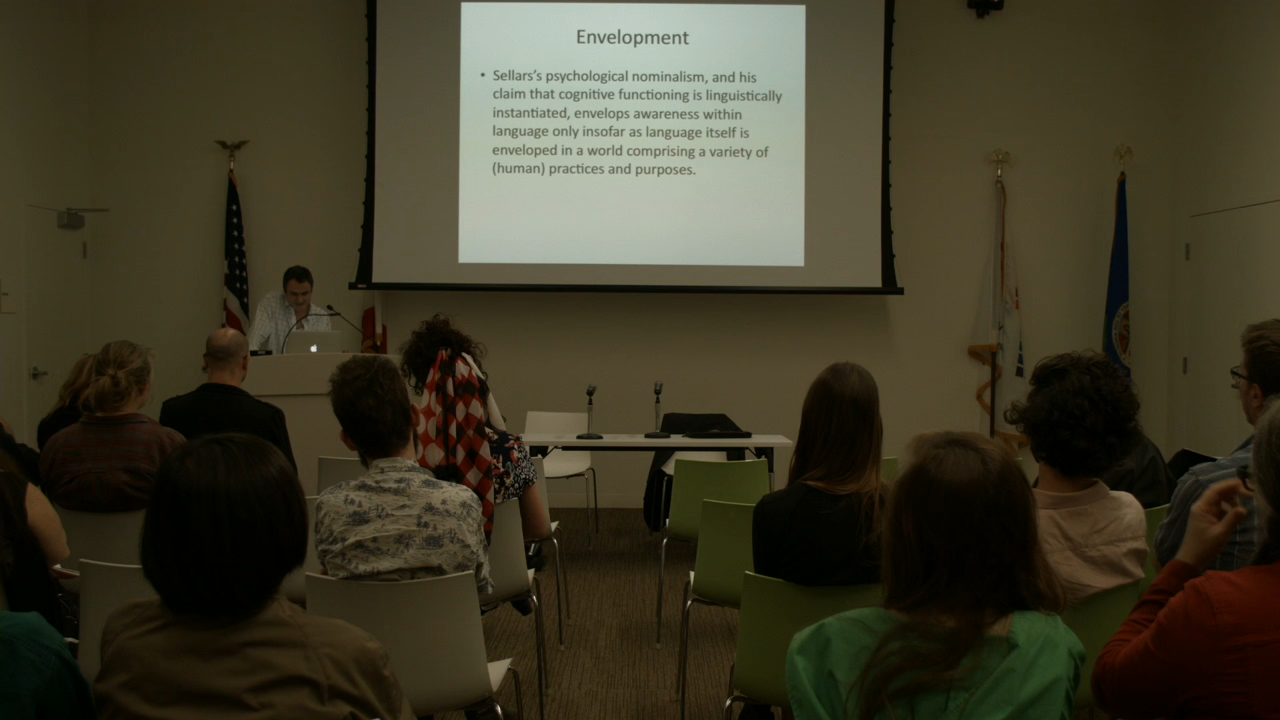 Envelopment
• Sellars's psychological nominalism, and his
claim that cognitive functioning is linguistically
instantiated, envelops awareness within
language only insofar as language itself is
enveloped in a world comprising a variety of
(human) practices and purposes.